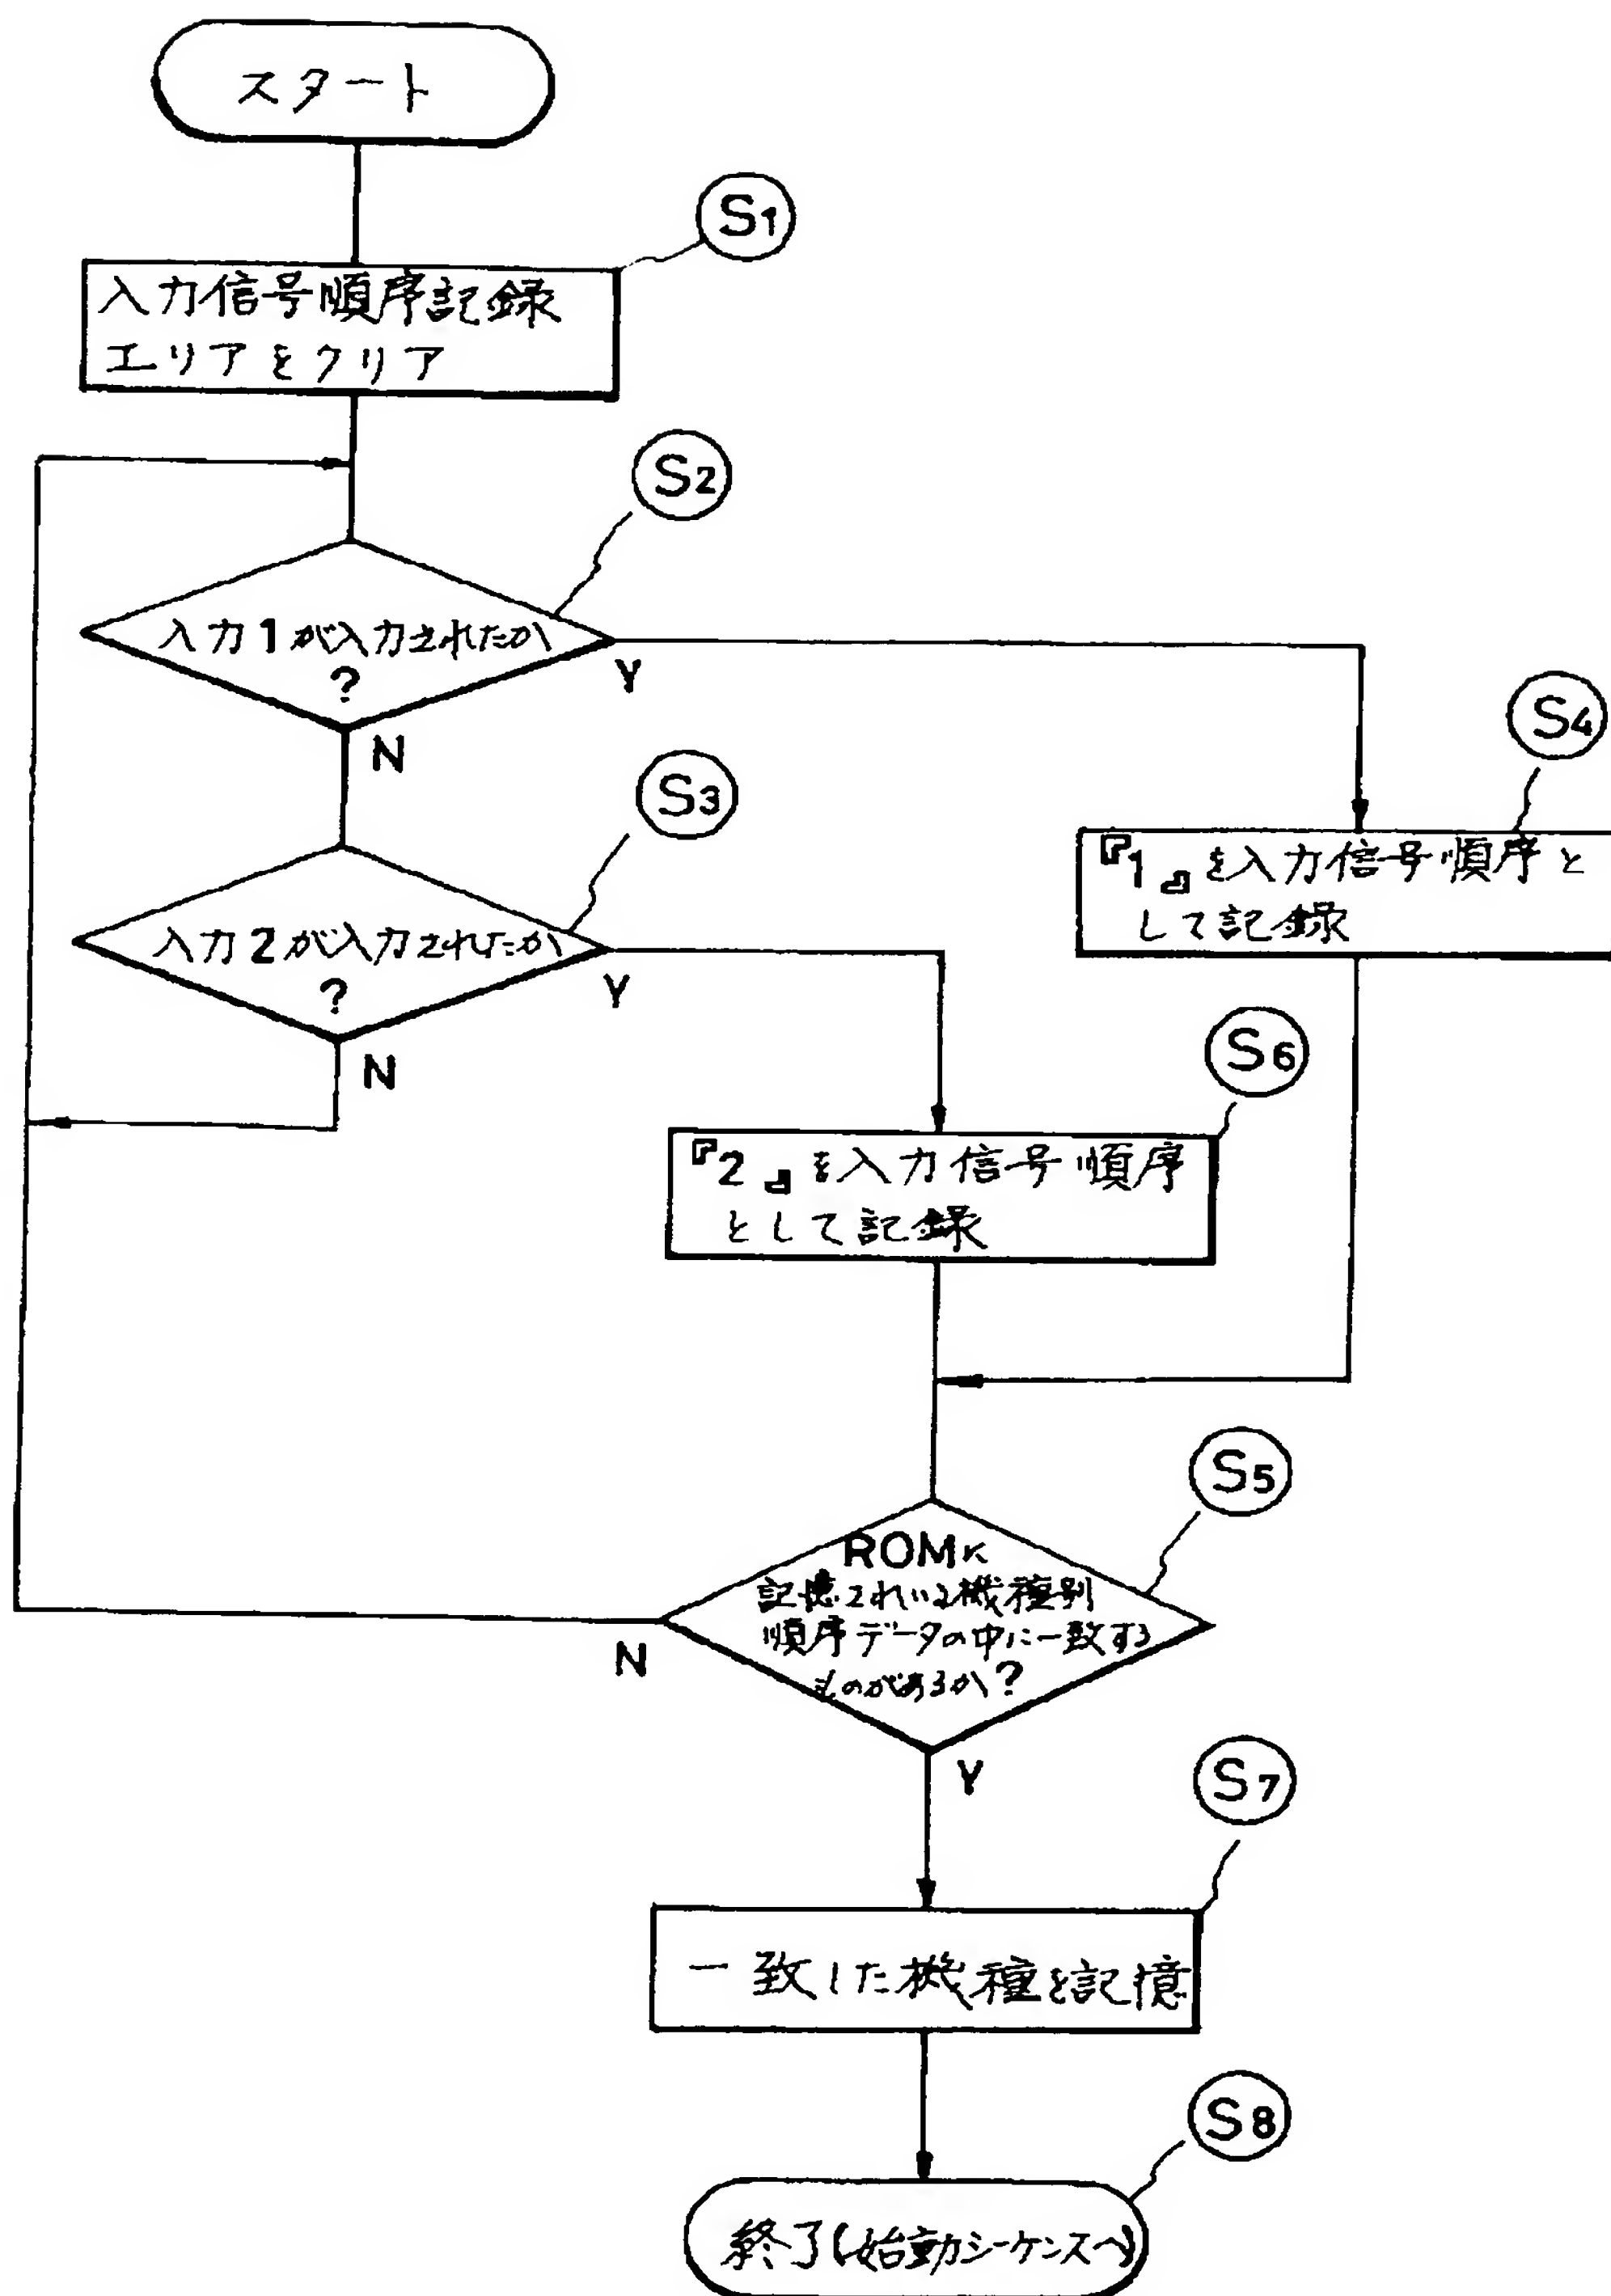 スタート
S1
入力信号順序記録
エリアをクリア
S2
入力1が入力されたか
?
Y
N
S4
『1』を入力信号順序と
して記録
S3
入力2が入力されたか
?
Y
N
S6
『2』を入力信号順序
として記録
S5
ROMに
記憶されいる機種別
順序データの中に一致する
ものがあるか?
N
Y
S7
一致した機種を記憶
S8
終了(始動シーケンスへ)